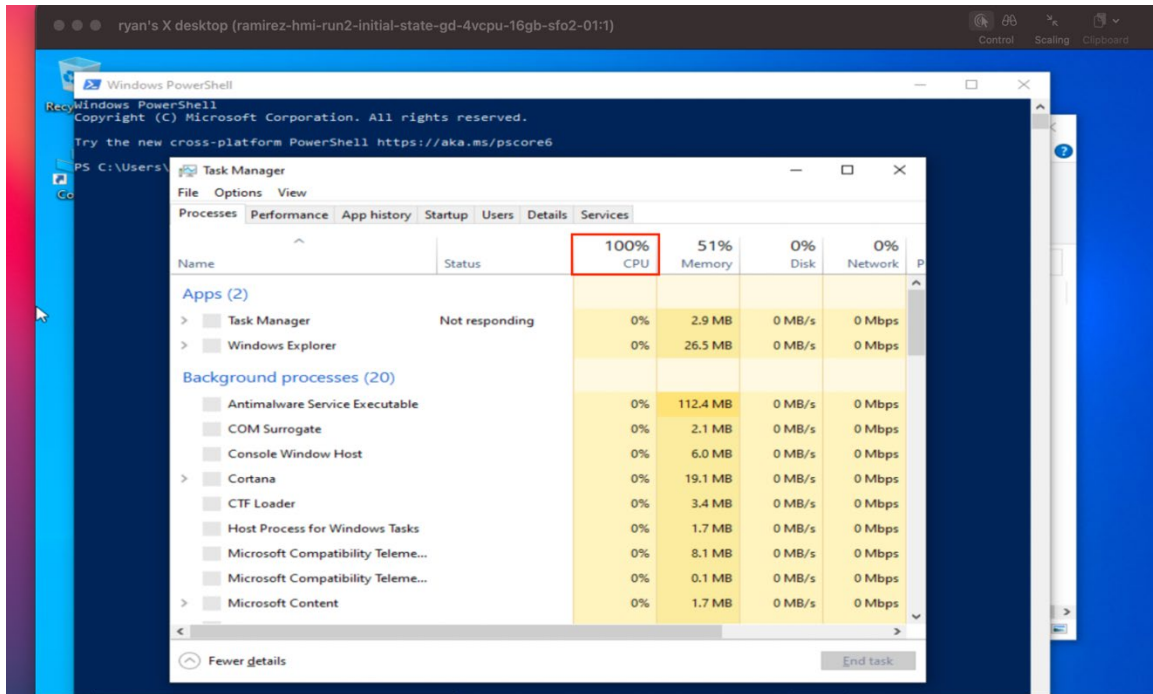 ryan's X desktop (ramirez-hmi-run2-initial-state-gd-4vcpu-16gb-sfo2-01:1)
Control Scaling Clipboard
Windows PowerShell
Windows PowerShell
Copyright (C) Microsoft Corporation. All rights reserved.
Try the new cross-platform PowerShell https://aka.ms/pscore6
PS C:\Users\
Recy
Co
Task Manager
File Options View
Processes Performance App history Startup Users Details Services
100% 51% 0% 0%
Name Status CPU Memory Disk Network P
Apps (2)
Task Manager Not responding 0% 2.9 MB 0 MB/s 0 Mbps
Windows Explorer 0% 26.5 MB 0 MB/s 0 Mbps
Background processes (20)
Antimalware Service Executable 0% 112.4 MB 0 MB/s 0 Mbps
COM Surrogate 0% 2.1 MB 0 MB/s 0 Mbps
Console Window Host 0% 6.0 MB 0 MB/s 0 Mbps
Cortana 0% 19.1 MB 0 MB/s 0 Mbps
CTF Loader 0% 3.4 MB 0 MB/s 0 Mbps
Host Process for Windows Tasks 0% 1.7 MB 0 MB/s 0 Mbps
Microsoft Compatibility Teleme... 0% 8.1 MB 0 MB/s 0 Mbps
Microsoft Compatibility Teleme... 0% 0.1 MB 0 MB/s 0 Mbps
Microsoft Content 0% 1.7 MB 0 MB/s 0 Mbps
Fewer details End task